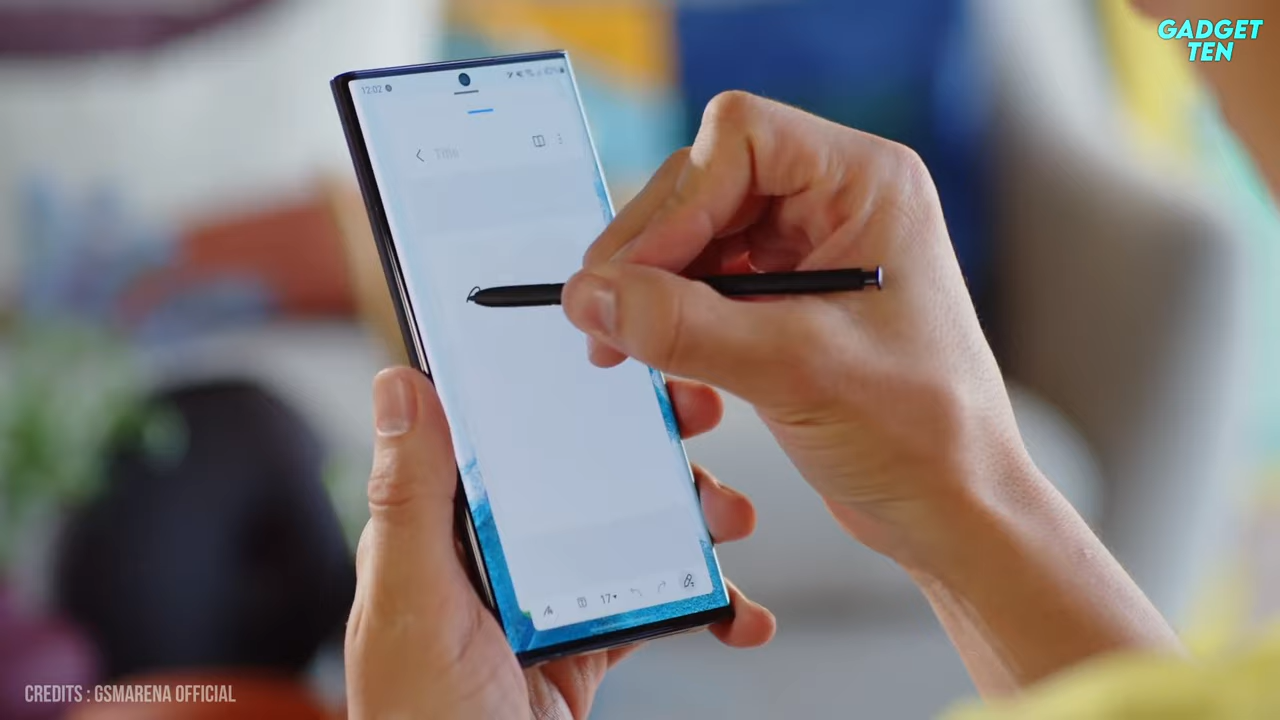 GADGET
TEN
12:02
Title
17
CREDITS : GSMARENA OFFICIAL